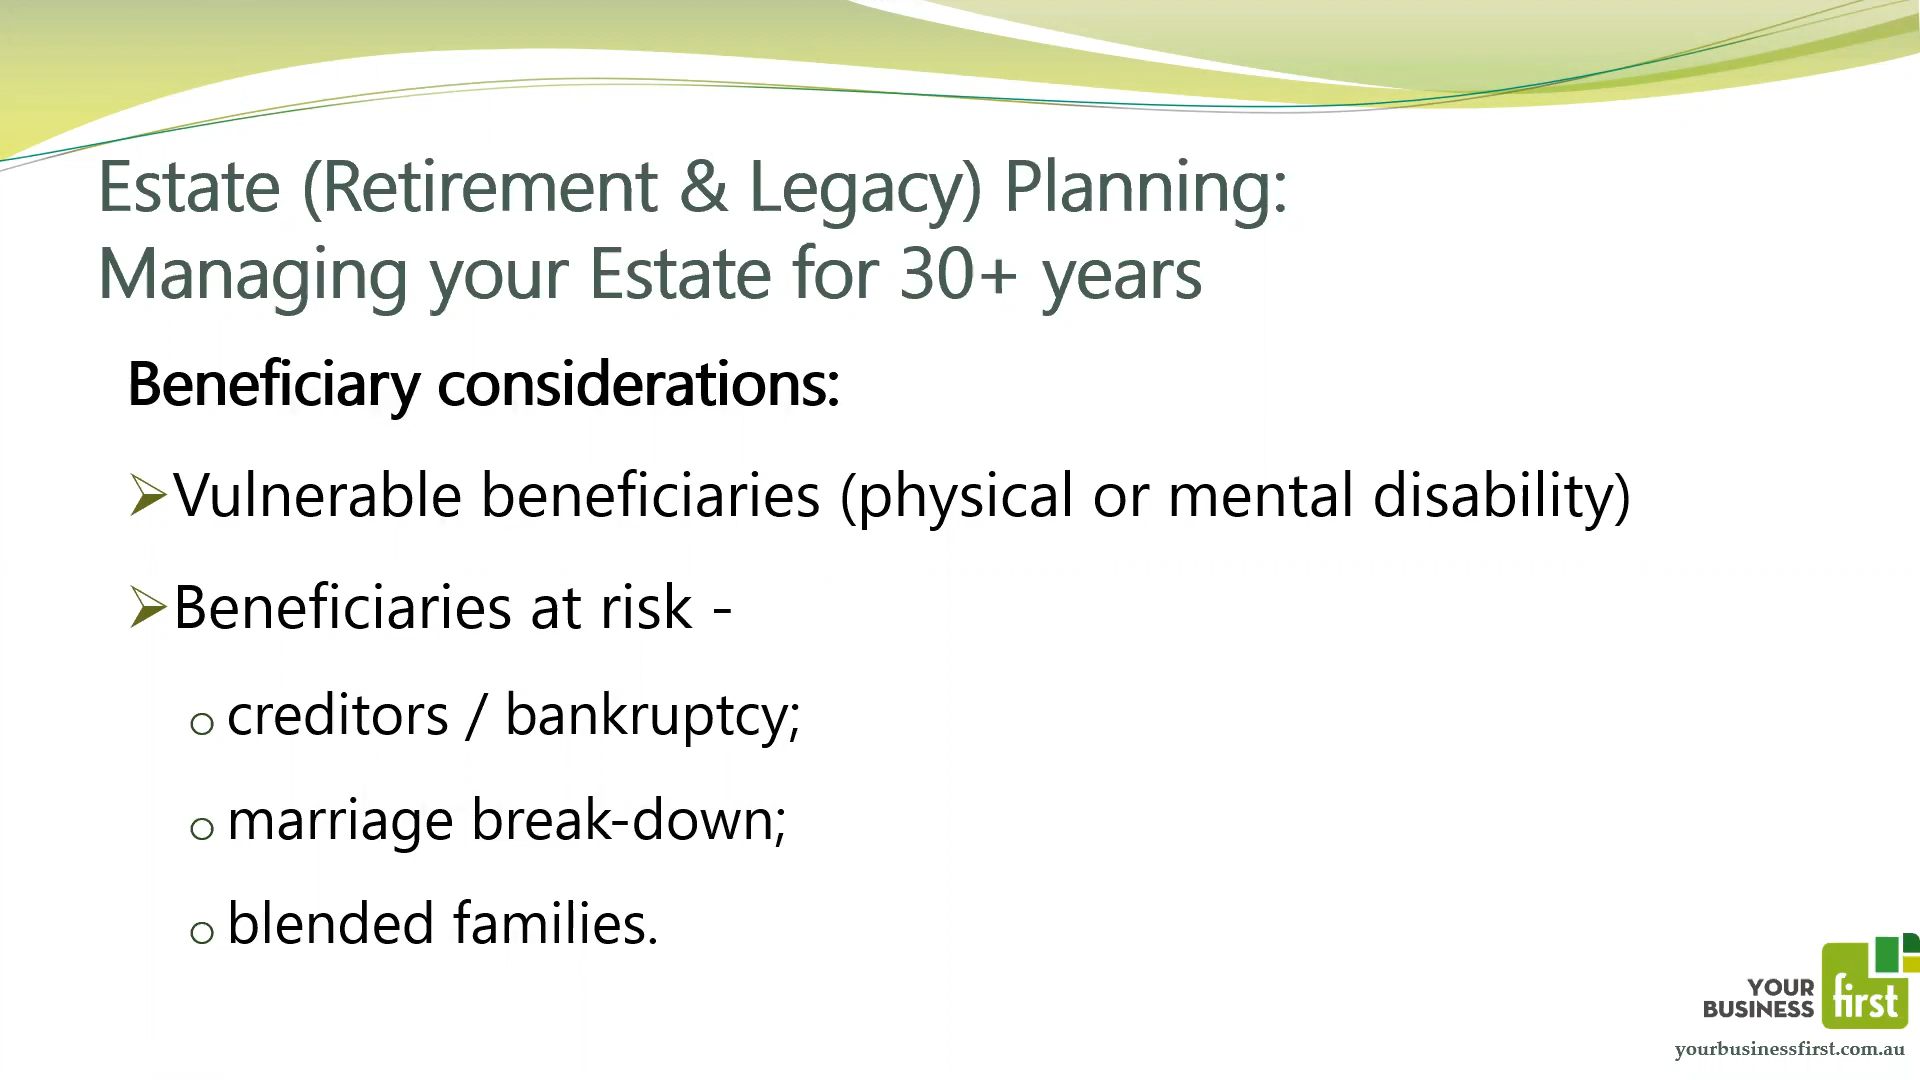 Estate (Retirement & Legacy) Planning:
Managing your Estate for 30+ years
Beneficiary considerations:
➢Vulnerable beneficiaries (physical or mental disability)
➢Beneficiaries at risk -
o creditors / bankruptcy;
o marriage break-down;
o blended families.
YOUR
BUSINESS
first
yourbusinessfirst.com.au